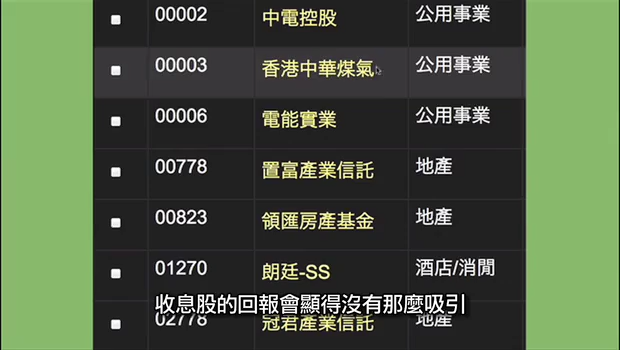 00002 中電控股 公用事業
00003 香港中華煤氣 公用事業
00006 電能實業 公用事業
00778 置富產業信託 地產
00823 領匯房產基金 地產
01270 朗廷-SS 酒店/消閒
收息股的回報會顯得沒有那麼吸引
02778 冠君產業信託 地產